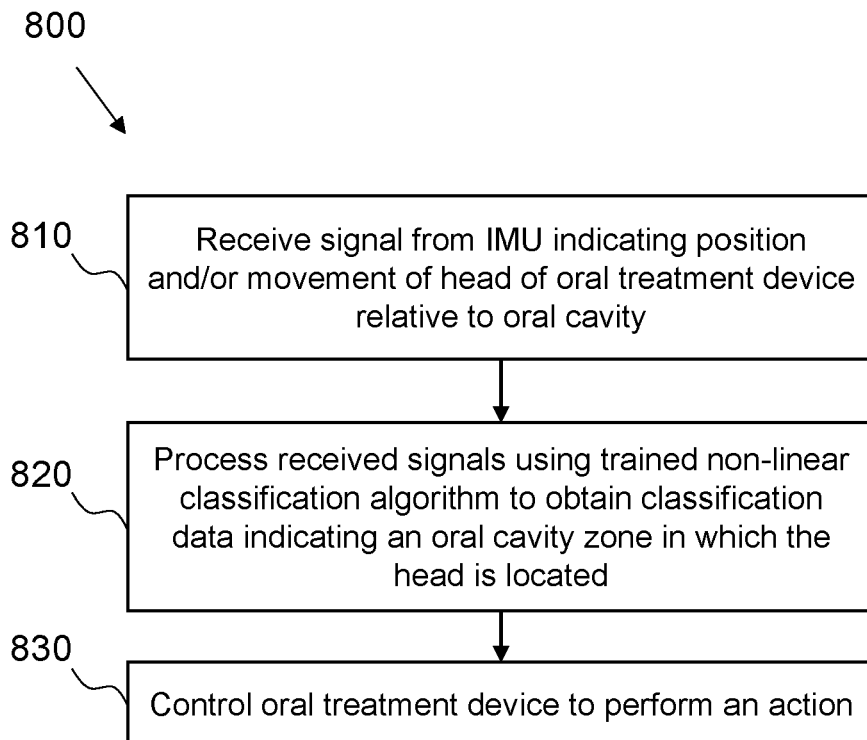 800
810
Receive signal from IMU indicating position
and/or movement of head of oral treatment device
relative to oral cavity
820
Process received signals using trained non-linear
classification algorithm to obtain classification
data indicating an oral cavity zone in which the
head is located
830
Control oral treatment device to perform an action